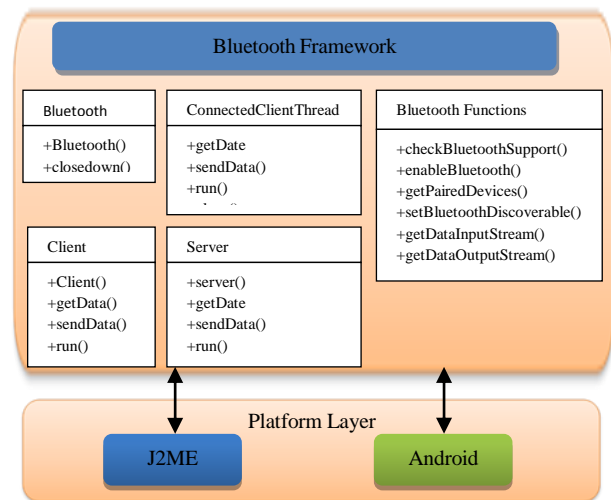 Bluetooth Framework
Bluetooth
+Bluetooth()
+closedown()
ConnectedClientThread
+getDate
+sendData()
+run()
Bluetooth Functions
+checkBluetoothSupport()
+enableBluetooth()
+getPairedDevices()
+setBluetoothDiscoverable()
+getDataInputStream()
+getDataOutputStream()
Client
+Client()
+getData()
+sendData()
+run()
Server
+server()
+getDate
+sendData()
+run()
Platform Layer
J2ME
Android